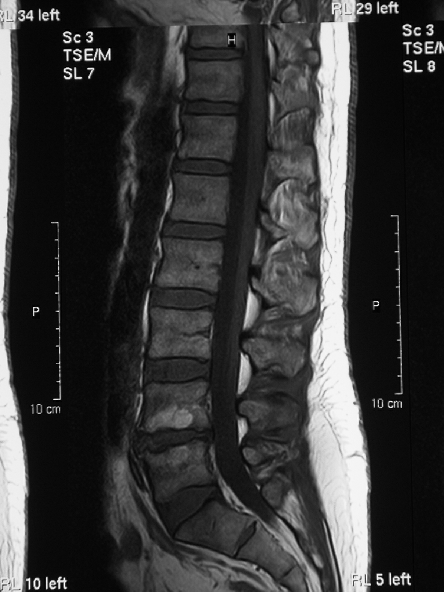 RL 34 left
RL 29 left
H
Sc 3
TSE/M
SL 7
Sc 3
TSE/M
SL 8
P
P
10 cm
10 cm
RL 10 left
RL 5 left